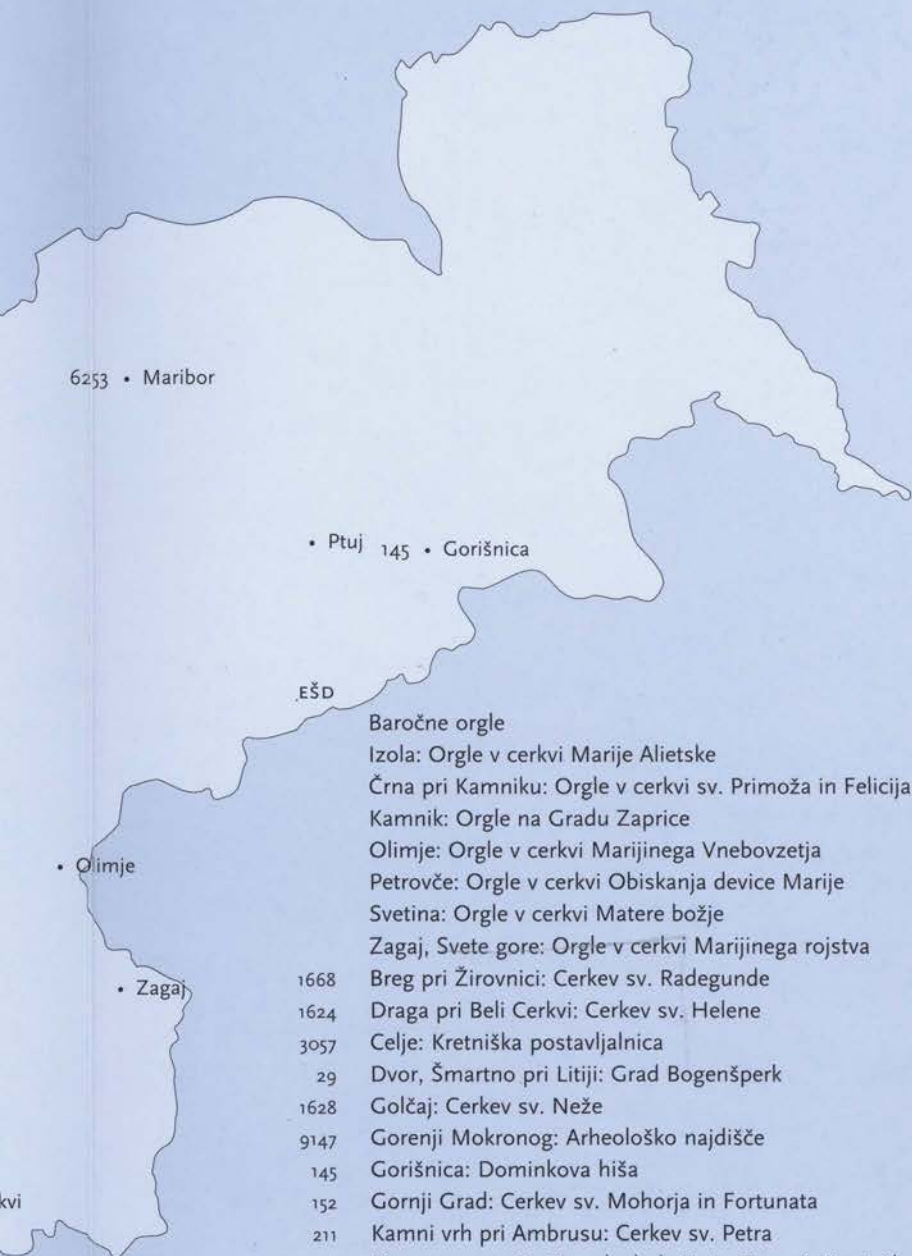 6253 • Maribor
• Ptuj 145 • Gorišnica
EŠD
Baročne orgle
Izola: Orgle v cerkvi Marije Alietske
Črna pri Kamniku: Orgle v cerkvi sv. Primoža in Felicija
Kamnik: Orgle na Gradu Zaprice
• Olimje
Olimje: Orgle v cerkvi Marijinega Vnebovzetja
Petrovče: Orgle v cerkvi Obiskanja device Marije
Svetina: Orgle v cerkvi Matere božje
Zagaj, Svete gore: Orgle v cerkvi Marijinega rojstva
• Zagaj
1668 Breg pri Žirovnici: Cerkev sv. Radegunde
1624 Draga pri Beli Cerkvi: Cerkev sv. Helene
3057 Celje: Kretniška postavljalnica
29 Dvor, Šmartno pri Litiji: Grad Bogenšperk
1628 Golčaj: Cerkev sv. Neže
9147 Gorenji Mokronog: Arheološko najdišče
145 Gorišnica: Dominkova hiša
kvi
152 Gornji Grad: Cerkev sv. Mohorja in Fortunata
211 Kamni vrh pri Ambrusu: Cerkev sv. Petra